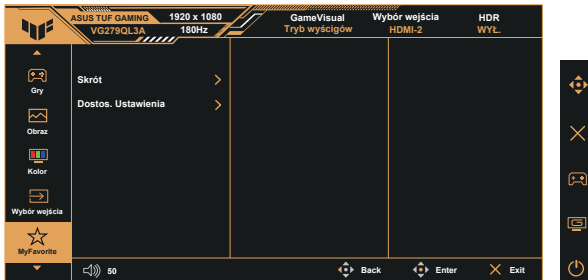 ASUS TUF GAMING 1920 x 1080 GameVisual Wybór wejścia HDR
VG279QL3A 180Hz Tryb wyścigów HDMI-2 WYŁ.
Gry
Skrót
Dostos. Ustawienia
Obraz
Kolor
Wybór wejścia
MyFavorite
50 Back Enter Exit